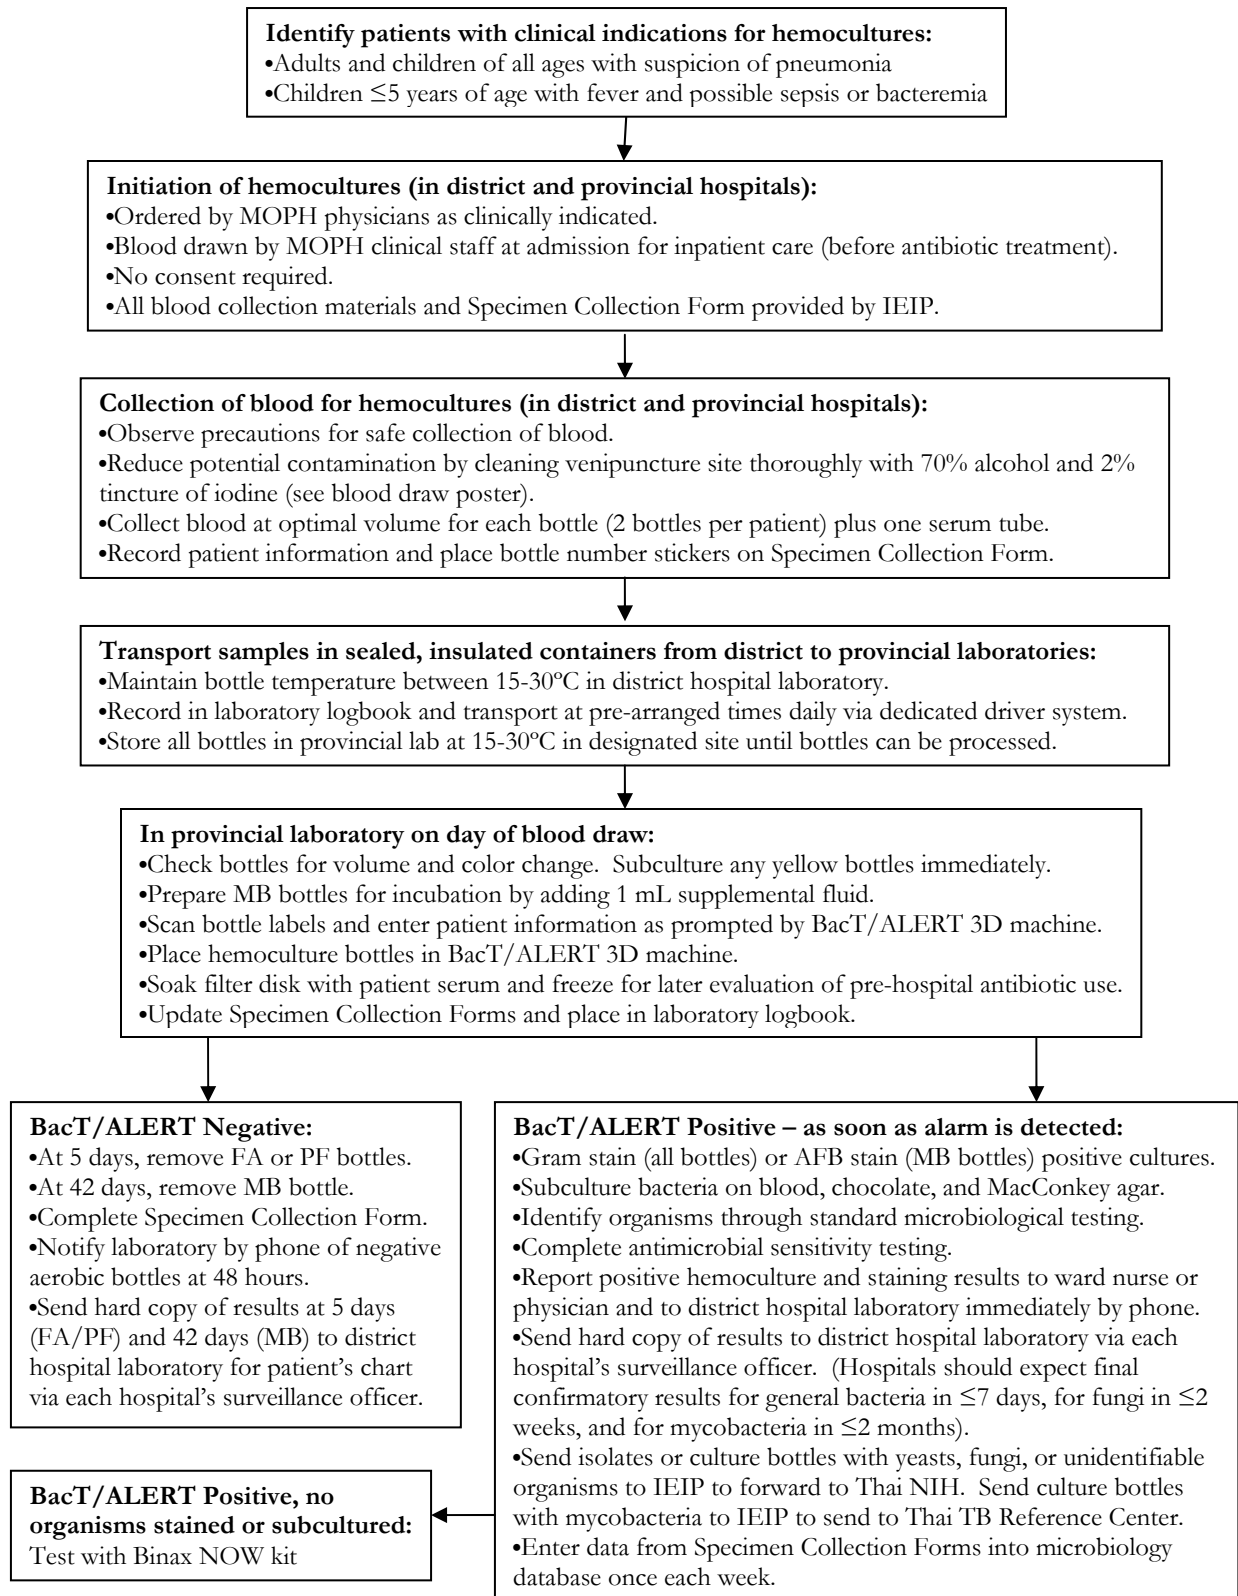 Identify patients with clinical indications for hemocultures:
•Adults and children of all ages with suspicion of pneumonia
•Children ≤5 years of age with fever and possible sepsis or bacteremia
Initiation of hemocultures (in district and provincial hospitals):
•Ordered by MOPH physicians as clinically indicated.
•Blood drawn by MOPH clinical staff at admission for inpatient care (before antibiotic treatment).
•No consent required.
•All blood collection materials and Specimen Collection Form provided by IEIP.
Collection of blood for hemocultures (in district and provincial hospitals):
•Observe precautions for safe collection of blood.
•Reduce potential contamination by cleaning venipuncture site thoroughly with 70% alcohol and 2%
tincture of iodine (see blood draw poster).
•Collect blood at optimal volume for each bottle (2 bottles per patient) plus one serum tube.
•Record patient information and place bottle number stickers on Specimen Collection Form.
Transport samples in sealed, insulated containers from district to provincial laboratories:
•Maintain bottle temperature between 15-30ºC in district hospital laboratory.
•Record in laboratory logbook and transport at pre-arranged times daily via dedicated driver system.
•Store all bottles in provincial lab at 15-30ºC in designated site until bottles can be processed.
In provincial laboratory on day of blood draw:
•Check bottles for volume and color change.  Subculture any yellow bottles immediately.
•Prepare MB bottles for incubation by adding 1 mL supplemental fluid.
•Scan bottle labels and enter patient information as prompted by BacT/ALERT 3D machine.
•Place hemoculture bottles in BacT/ALERT 3D machine.
•Soak filter disk with patient serum and freeze for later evaluation of pre-hospital antibiotic use.
•Update Specimen Collection Forms and place in laboratory logbook.
BacT/ALERT Negative:
•At 5 days, remove FA or PF bottles.
•At 42 days, remove MB bottle.
•Complete Specimen Collection Form.
•Notify laboratory by phone of negative
aerobic bottles at 48 hours.
•Send hard copy of results at 5 days
(FA/PF) and 42 days (MB) to district
hospital laboratory for patient's chart
via each hospital's surveillance officer.
BacT/ALERT Positive – as soon as alarm is detected:
•Gram stain (all bottles) or AFB stain (MB bottles) positive cultures.
•Subculture bacteria on blood, chocolate, and MacConkey agar.
•Identify organisms through standard microbiological testing.
•Complete antimicrobial sensitivity testing.
•Report positive hemoculture and staining results to ward nurse or
physician and to district hospital laboratory immediately by phone.
•Send hard copy of results to district hospital laboratory via each
hospital's surveillance officer.  (Hospitals should expect final
confirmatory results for general bacteria in ≤7 days, for fungi in ≤2
weeks, and for mycobacteria in ≤2 months).
•Send isolates or culture bottles with yeasts, fungi, or unidentifiable
organisms to IEIP to forward to Thai NIH.  Send culture bottles
with mycobacteria to IEIP to send to Thai TB Reference Center.
•Enter data from Specimen Collection Forms into microbiology
database once each week.
BacT/ALERT Positive, no
organisms stained or subcultured:
Test with Binax NOW kit